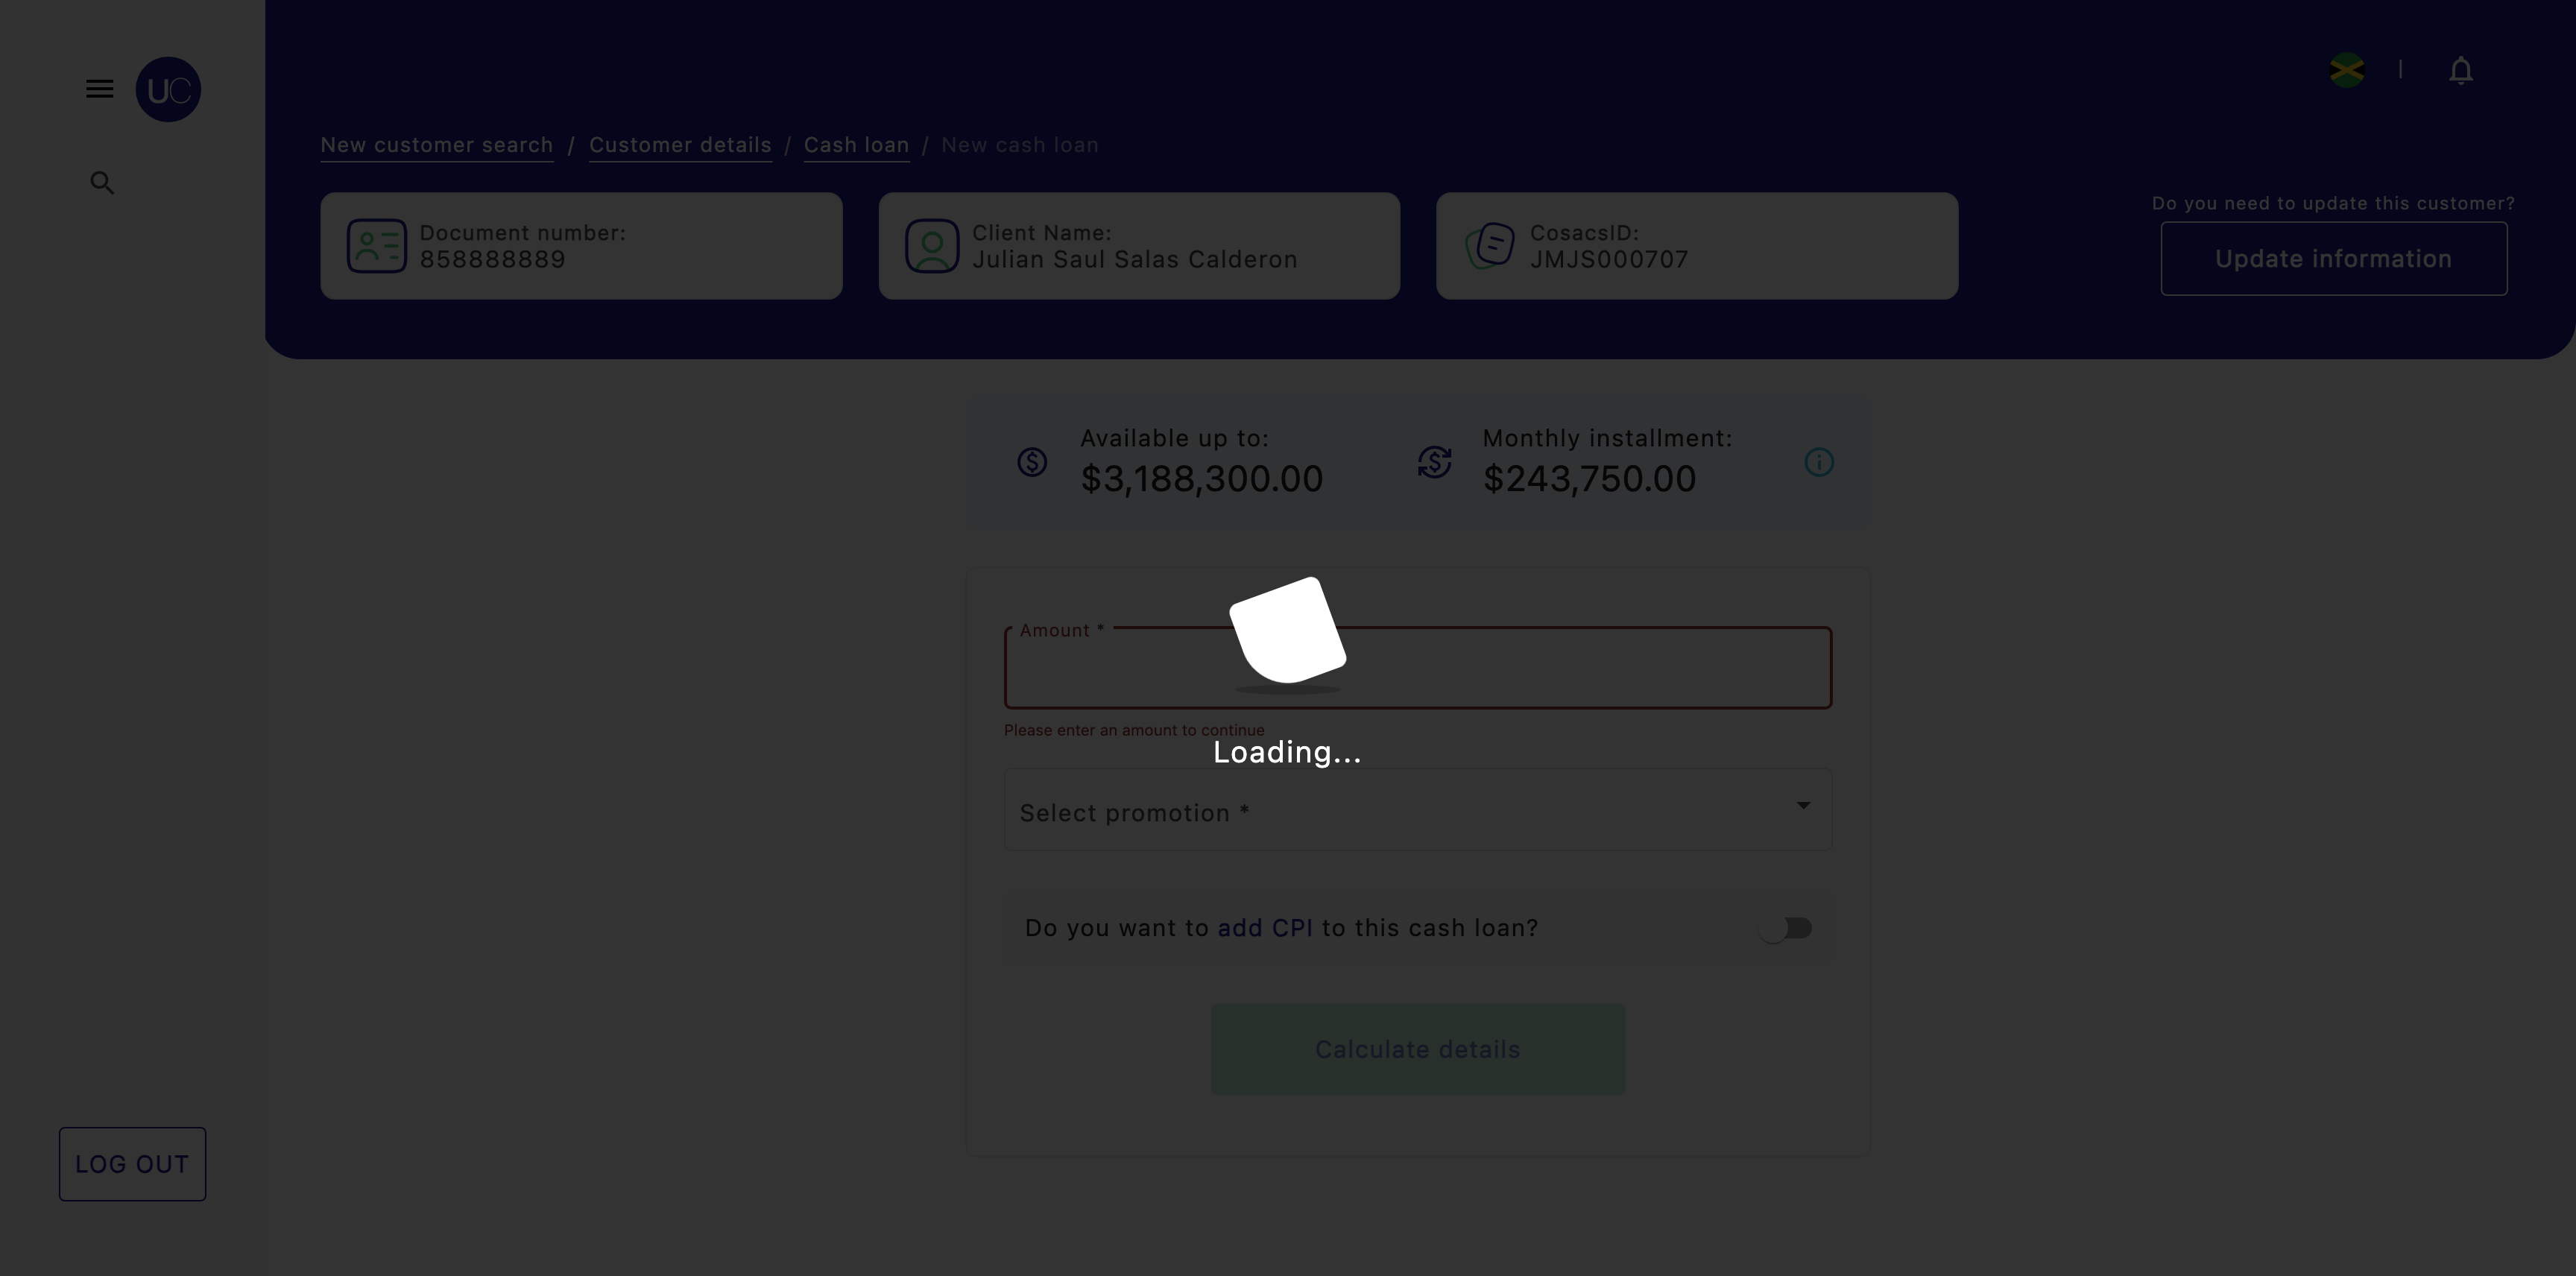 UC
New customer search / Customer details / Cash loan / New cash loan
Document number:
858888889
Client Name:
Julian Saul Salas Calderon
CosacsID:
JMJS000707
Do you need to update this customer?
Update information
Available up to:
$3,188,300.00
Monthly installment:
$243,750.00
Amount *
Please enter an amount to continue
Loading...
Select promotion *
Do you want to add CPI to this cash loan?
Calculate details
LOG OUT